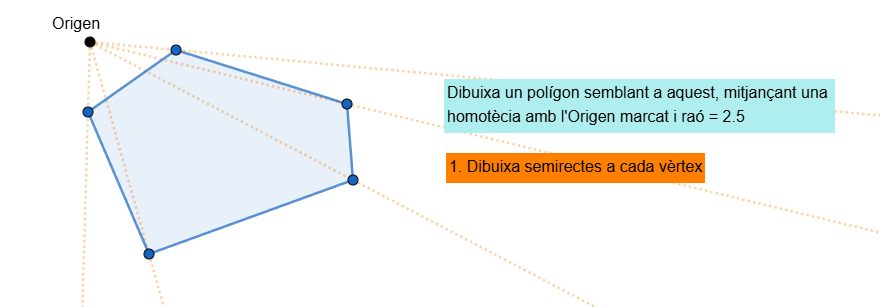 Origen
Dibuixa un polígon semblant a aquest, mitjançant una
homotècia amb l'Origen marcat i raó = 2.5
1. Dibuixa semirectes a cada vèrtex